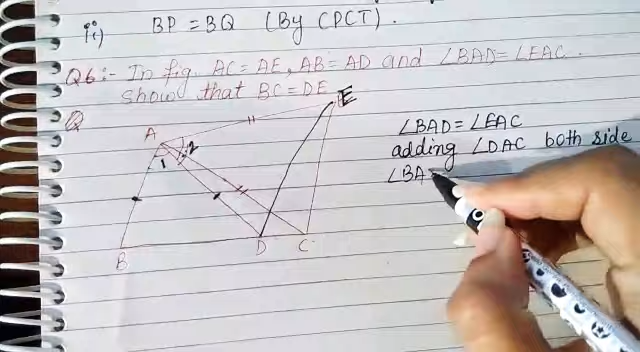 ii) BP = BQ (By CPCT).
Q6:- In fig. AC = AE, AB = AD and ∠BAD = ∠EAC.
show that BC = DE
Q
E
A
1
2
B
D
C
∠BAD = ∠EAC
adding ∠DAC both side
∠BA